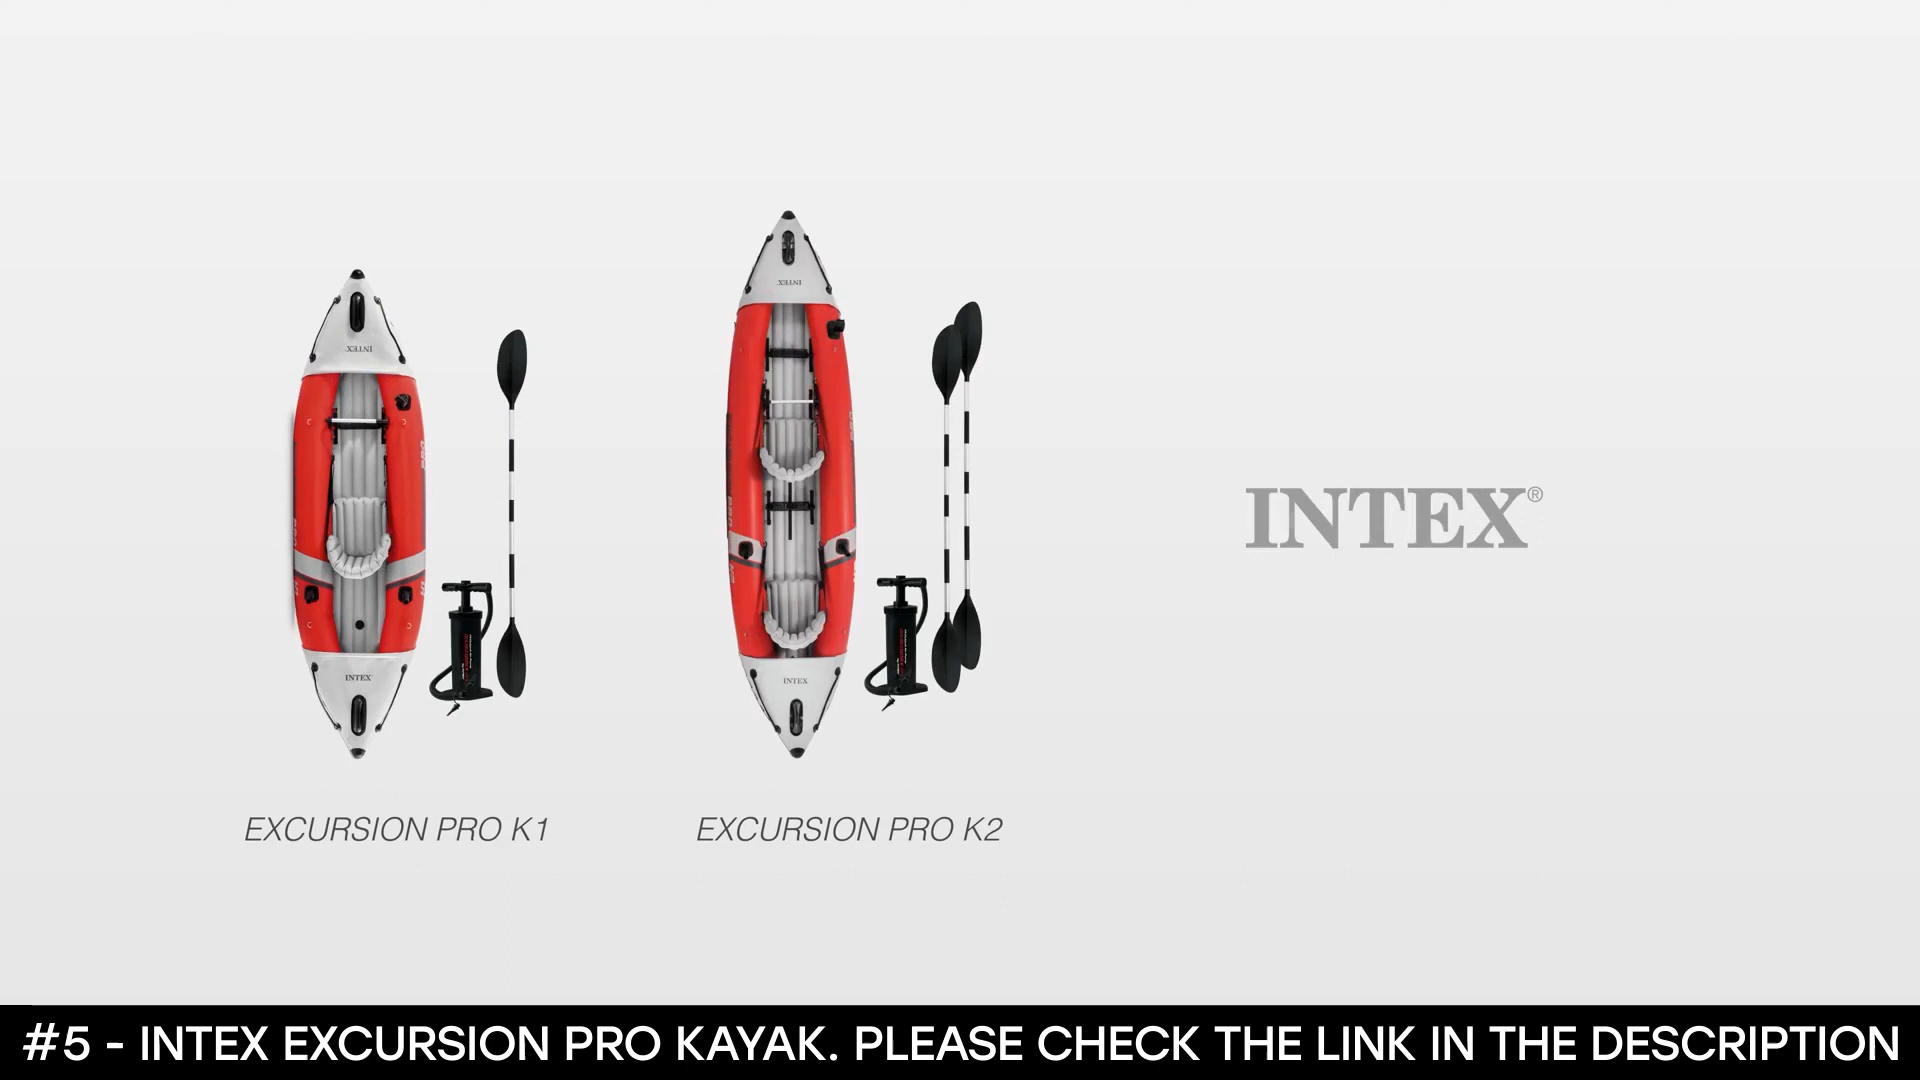 INTEX
INTEX
INTEX
INTEX
INTEX®
EXCURSION PRO K1
EXCURSION PRO K2
#5 - INTEX EXCURSION PRO KAYAK. PLEASE CHECK THE LINK IN THE DESCRIPTION